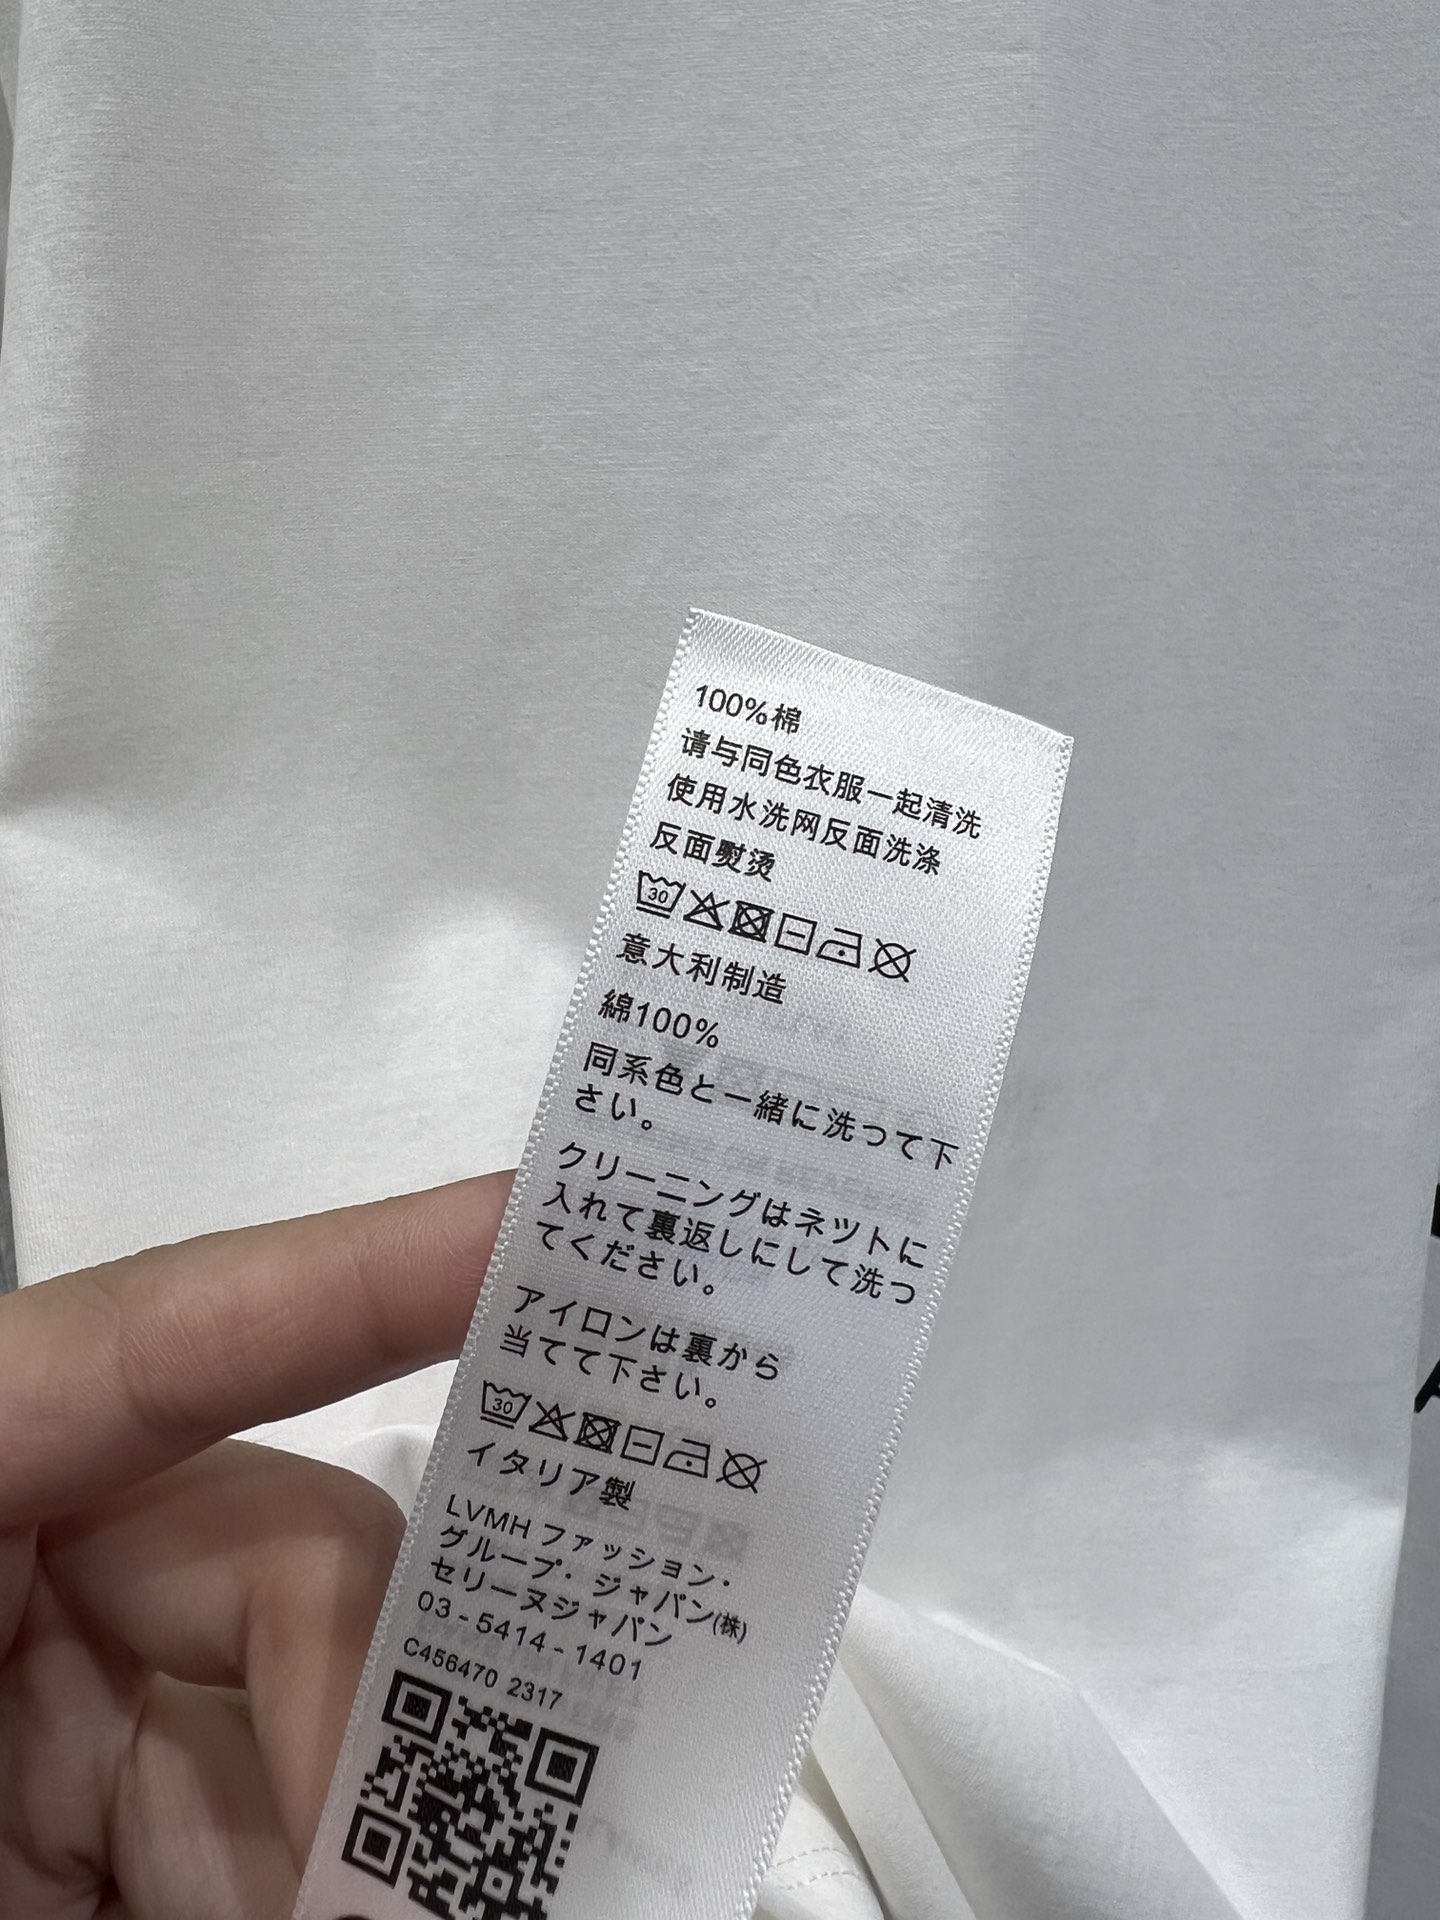 100%棉
请与同色衣服一起清洗
使用水洗网反面洗涤
反面熨烫
30
意大利制造
綿100%
同系色と一緒に洗つて下
さい。
クリーニングはネツトに
入れて裏返しにして洗つ
てください。
アイロンは裏から
当てて下さい。
30
イタリア製
LVMH ファッション・
グループ・ジャパン(株)
セリーヌジャパン
03-5414-1401
C456470 2317